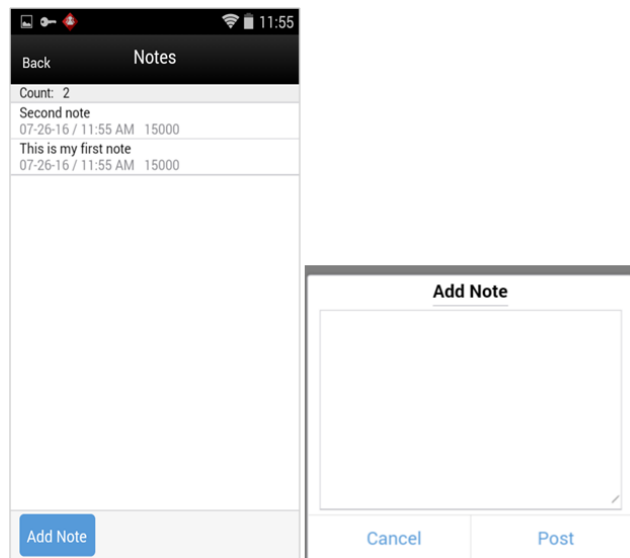 11:55
Back
Notes
Count: 2
Second note
07-26-16 / 11:55 AM 15000
This is my first note
07-26-16 / 11:55 AM 15000
Add Note
Add Note
Cancel Post